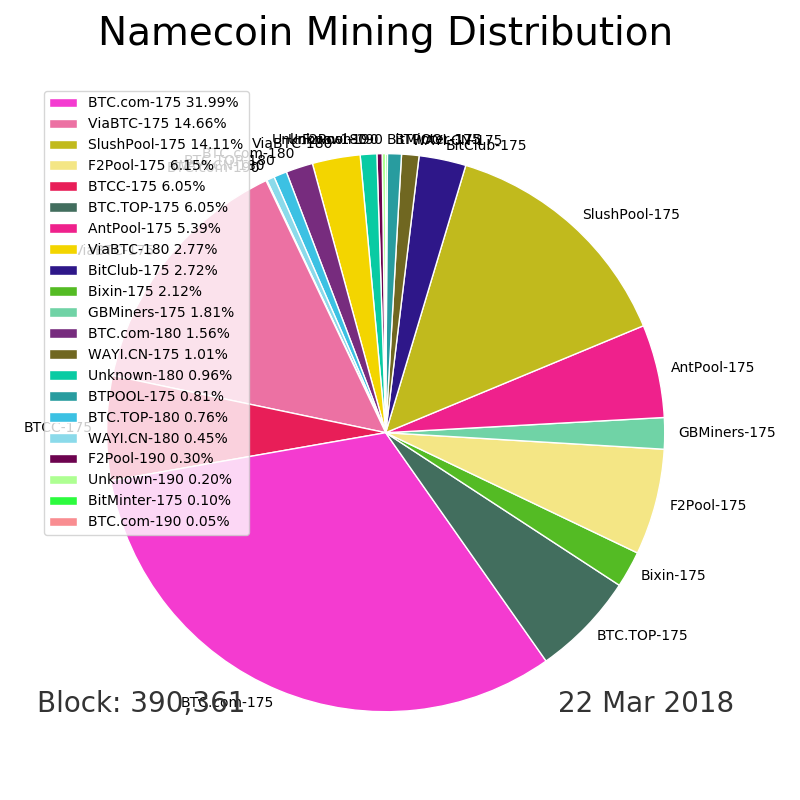 Namecoin Mining Distribution
BTC.com-175 31.99%
ViaBTC-175 14.66%
SlushPool-175 14.11%
F2Pool-175 6.15%
BTCC-175 6.05%
BTC.TOP-175 6.05%
AntPool-175 5.39%
ViaBTC-180 2.77%
BitClub-175 2.72%
Bixin-175 2.12%
GBMiners-175 1.81%
BTC.com-180 1.56%
WAYI.CN-175 1.01%
Unknown-180 0.96%
BTPOOL-175 0.81%
BTC.TOP-180 0.76%
WAYI.CN-180 0.45%
F2Pool-190 0.30%
Unknown-190 0.20%
BitMinter-175 0.10%
BTC.com-190 0.05%
ViaBTC-180
BitClub-175
SlushPool-175
AntPool-175
GBMiners-175
F2Pool-175
Bixin-175
BTC.TOP-175
BTC.com-175
BTCC-175
Block: 390,361
22 Mar 2018